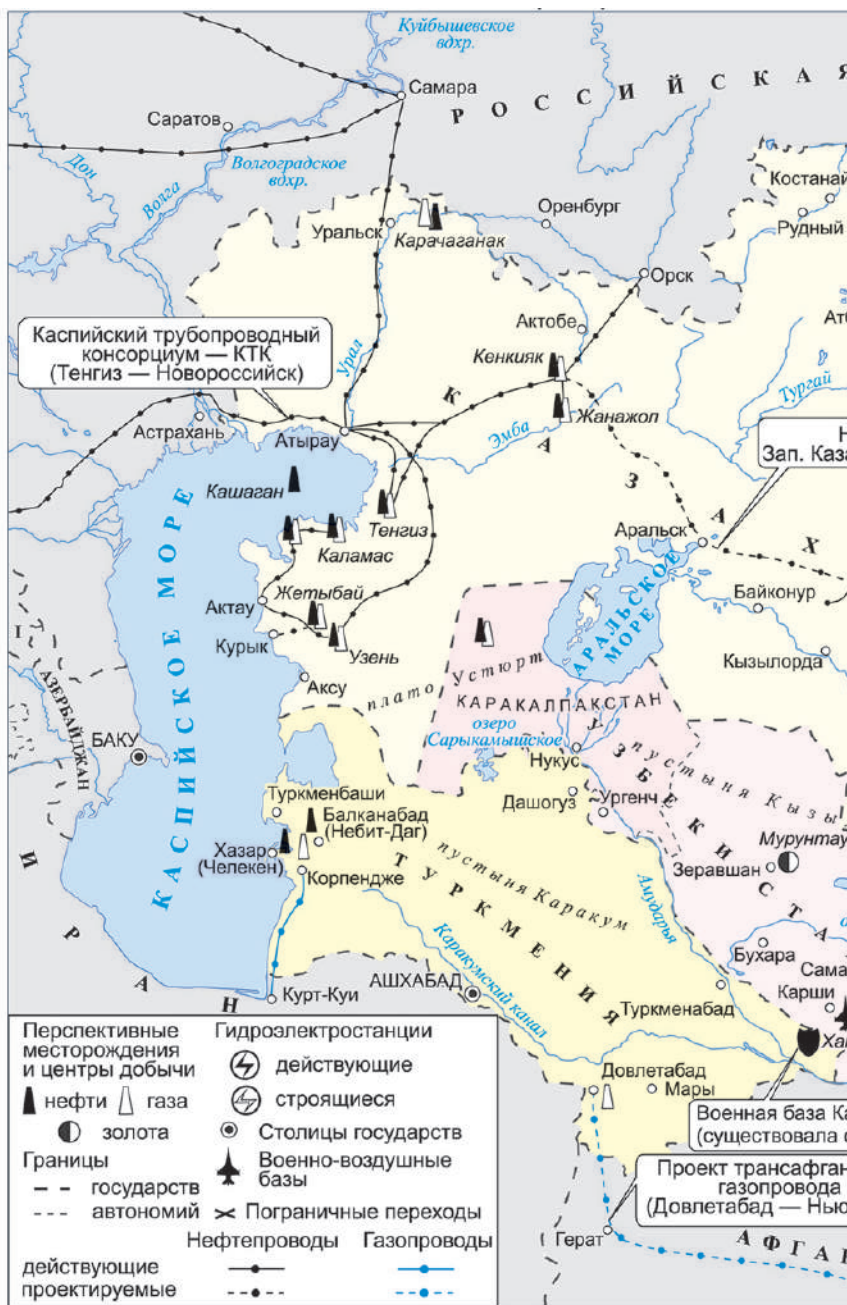 Куйбышевское
вдхр.
Самара
РОССИЙСКАЯ
Саратов
Дон
Волга
Волгоградское
вдхр.
Костанай
Оренбург
Рудный
Уральск
Карачаганак
Орск
Актобе
Каспийский трубопроводный
консорциум — КТК
(Тенгиз — Новороссийск)
Урал
Кенкияк
Тургай
Жанажол
Астрахань
Атырау
Эмба
Зап. Каза
Кашаган
Тенгиз
Каламас
Аральск
КАЗАХ
Жетыбай
Байконур
Актау
АРАЛЬСКОЕ
МОРЕ
Курык
Узень
Кызылорда
плато Устюрт
Аксу
КАРАКАЛПАКСТАН
КАСПИЙСКОЕ МОРЕ
АЗЕРБАЙДЖАН
БАКУ
озеро
Сарыкамышское
Нукус
пустыня Кызы
УЗБЕКИСТА
Туркменбаши
Дашогуз
Ургенч
Балканабад
(Небит-Даг)
Мурунтау
Хазар
(Челекен)
Зеравшан
Корпендже
ТУРКМЕНИЯ
пустыня Каракум
Амударья
Бухара
ИРАН
Каракумский канал
Сама
Карши
Курт-Куи
АШХАБАД
Туркменабад
Хан
Довлетабад
Мары
Военная база Ка
(существовала с
Проект трансафган
газопровода
(Довлетабад — Нью
Герат
АФГАН
Перспективные
месторождения
и центры добычи
нефти
газа
золота
Гидроэлектростанции
действующие
строящиеся
Столицы государств
Военно-воздушные
базы
Границы
государств
автономий
Пограничные переходы
Нефтепроводы
Газопроводы
действующие
проектируемые